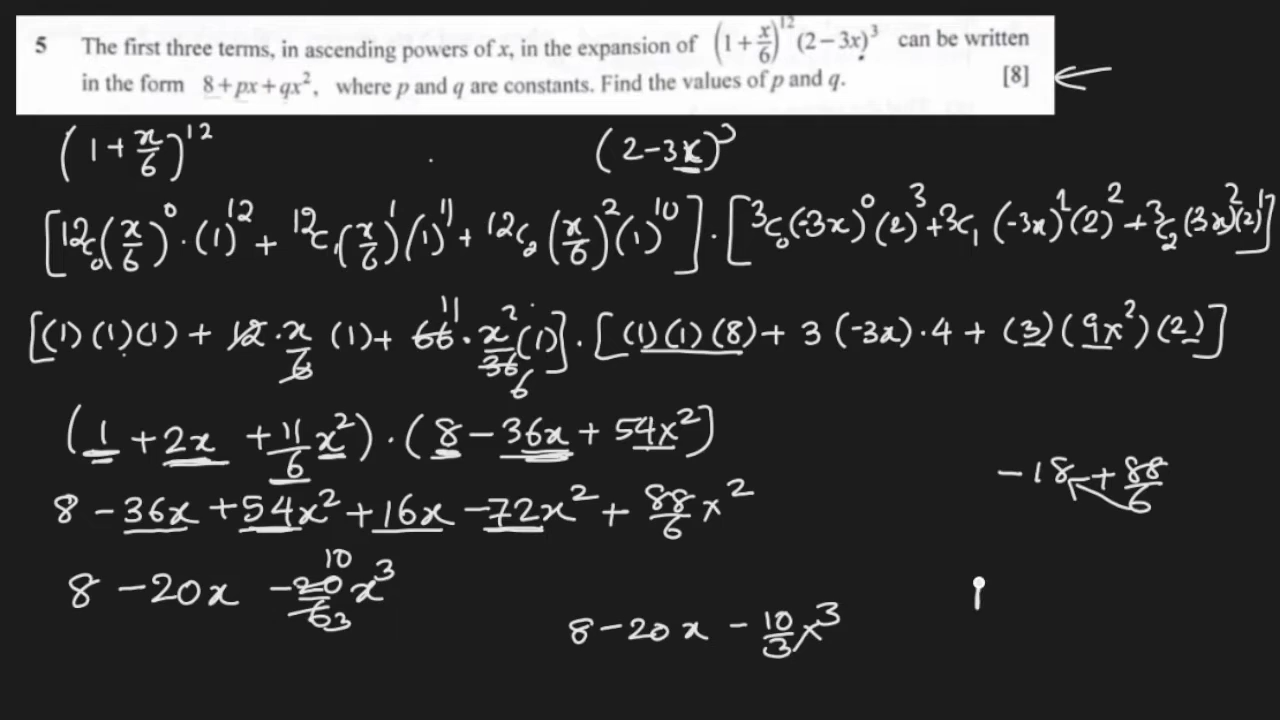 5 The first three terms, in ascending powers of x, in the expansion of (1 + x/6)^12 (2 − 3x)^3 can be written
in the form 8 + px + qx², where p and q are constants. Find the values of p and q. [8] ←
(1 + x/6)^12 (2 − 3x)^3
[12C₀(x/6)^0 · (1)^12 + 12C₁(x/6)^1(1)^11 + 12C₂(x/6)^2(1)^10] · [3C₀(−3x)^0(2)^3 + 3C₁(−3x)^1(2)^2 + 3C₂(3x)^2(2)^1]
[(1)(1)(1) + 12 · x/6 (1) + 66 11 · x²/36 6 (1)] · [(1)(1)(8) + 3(−3x) · 4 + (3)(9x²)(2)]
(1 + 2x + 11/6 x²) · (8 − 36x + 54x²)
−18 + 88/6
8 − 36x + 54x² + 16x − 72x² + 88/6 x²
8 − 20x − 20/6 10/3 x³
8 − 20x − 10/3 x³